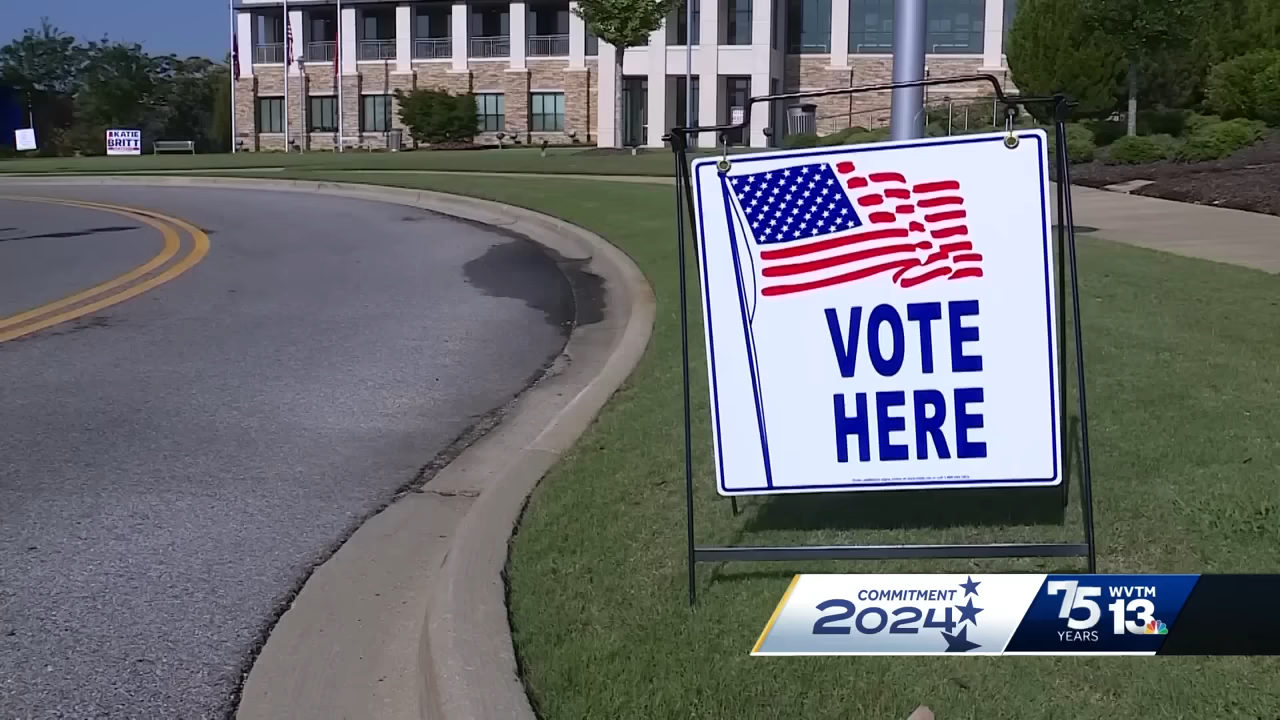 KATIE
BRITT
VOTE
HERE
COMMITMENT
2024
75
YEARS
WVTM
13